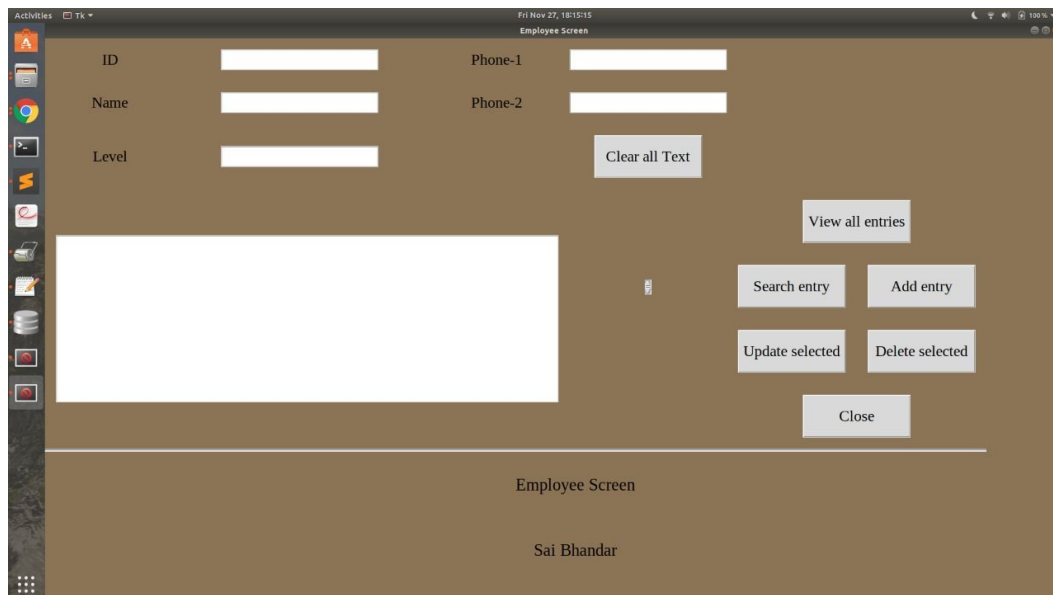 Activities Tk Fri Nov 27, 18:15:15 100 %
Employee Screen
ID Phone-1
Name Phone-2
Level Clear all Text
View all entries
Search entry Add entry
Update selected Delete selected
Close
Employee Screen
Sai Bhandar